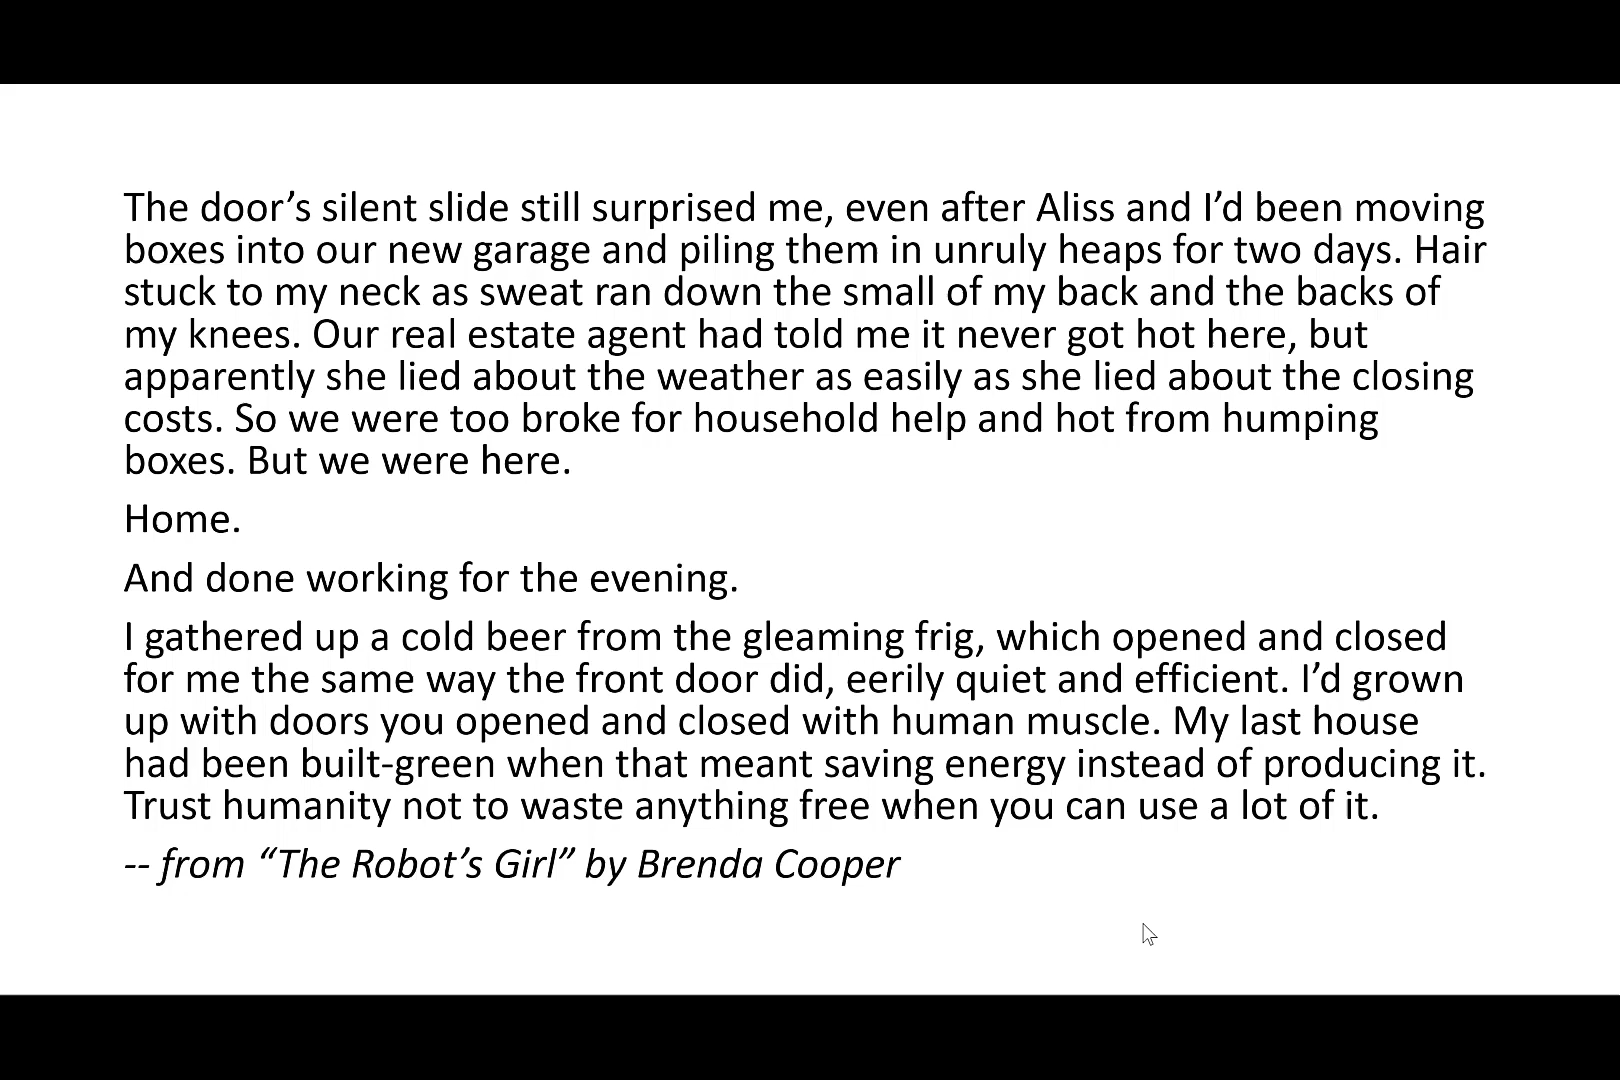 The door’s silent slide still surprised me, even after Aliss and I’d been moving
boxes into our new garage and piling them in unruly heaps for two days. Hair
stuck to my neck as sweat ran down the small of my back and the backs of
my knees. Our real estate agent had told me it never got hot here, but
apparently she lied about the weather as easily as she lied about the closing
costs. So we were too broke for household help and hot from humping
boxes. But we were here.
Home.
And done working for the evening.
I gathered up a cold beer from the gleaming frig, which opened and closed
for me the same way the front door did, eerily quiet and efficient. I’d grown
up with doors you opened and closed with human muscle. My last house
had been built-green when that meant saving energy instead of producing it.
Trust humanity not to waste anything free when you can use a lot of it.
-- from “The Robot’s Girl” by Brenda Cooper